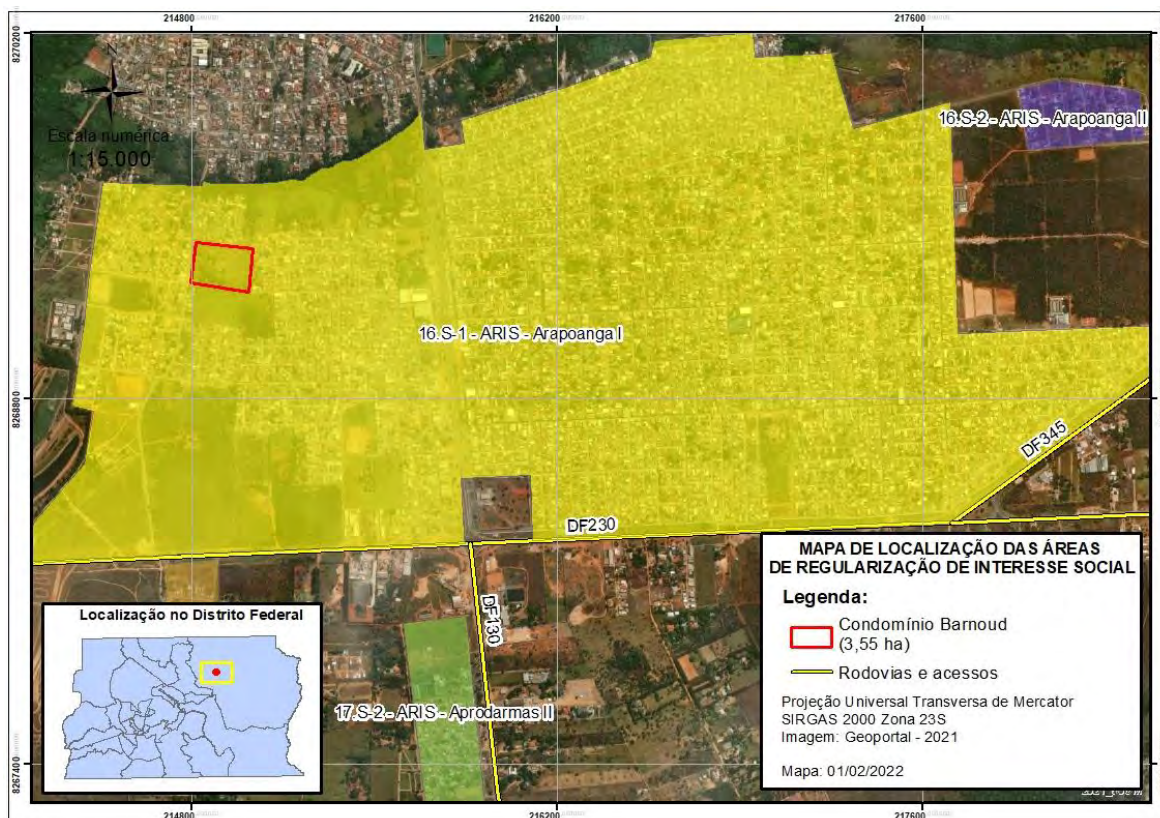 214800
216200
217600
8270200
N
Escala numérica
1:15.000
16.S-2 - ARIS - Arapoanga II
16.S-1 - ARIS - Arapoanga I
8268800
DF345
DF230
DF130
17.S-2 - ARIS - Aprodarmas II
8267400
Localização no Distrito Federal
MAPA DE LOCALIZAÇÃO DAS ÁREAS
DE REGULARIZAÇÃO DE INTERESSE SOCIAL
Legenda:
Condomínio Barnoud
(3,55 ha)
Rodovias e acessos
Projeção Universal Transversa de Mercator
SIRGAS 2000 Zona 23S
Imagem: Geoportal - 2021
Mapa: 01/02/2022
214800
216200
217600